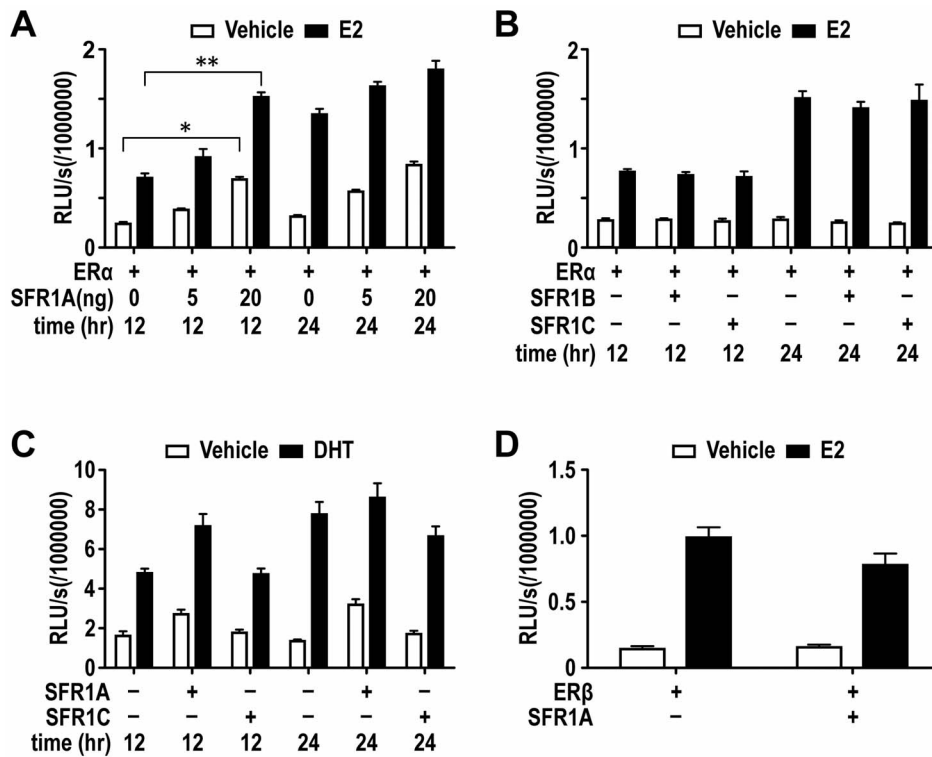 A
Vehicle E2
RLU/s(/1000000)
2
1
0
**
*
ERα + + + + + +
SFR1A(ng) 0 5 20 0 5 20
time (hr) 12 12 12 24 24 24
B
Vehicle E2
RLU/s(/1000000)
2
1
0
ERα + + + + + +
SFR1B – + – – + –
SFR1C – – + – – +
time (hr) 12 12 12 24 24 24
C
Vehicle DHT
RLU/s(/1000000)
10
8
6
4
2
0
SFR1A – + – – + –
SFR1C – – + – – +
time (hr) 12 12 12 24 24 24
D
Vehicle E2
RLU/s(/1000000)
1.5
1.0
0.5
0
ERβ + +
SFR1A – +